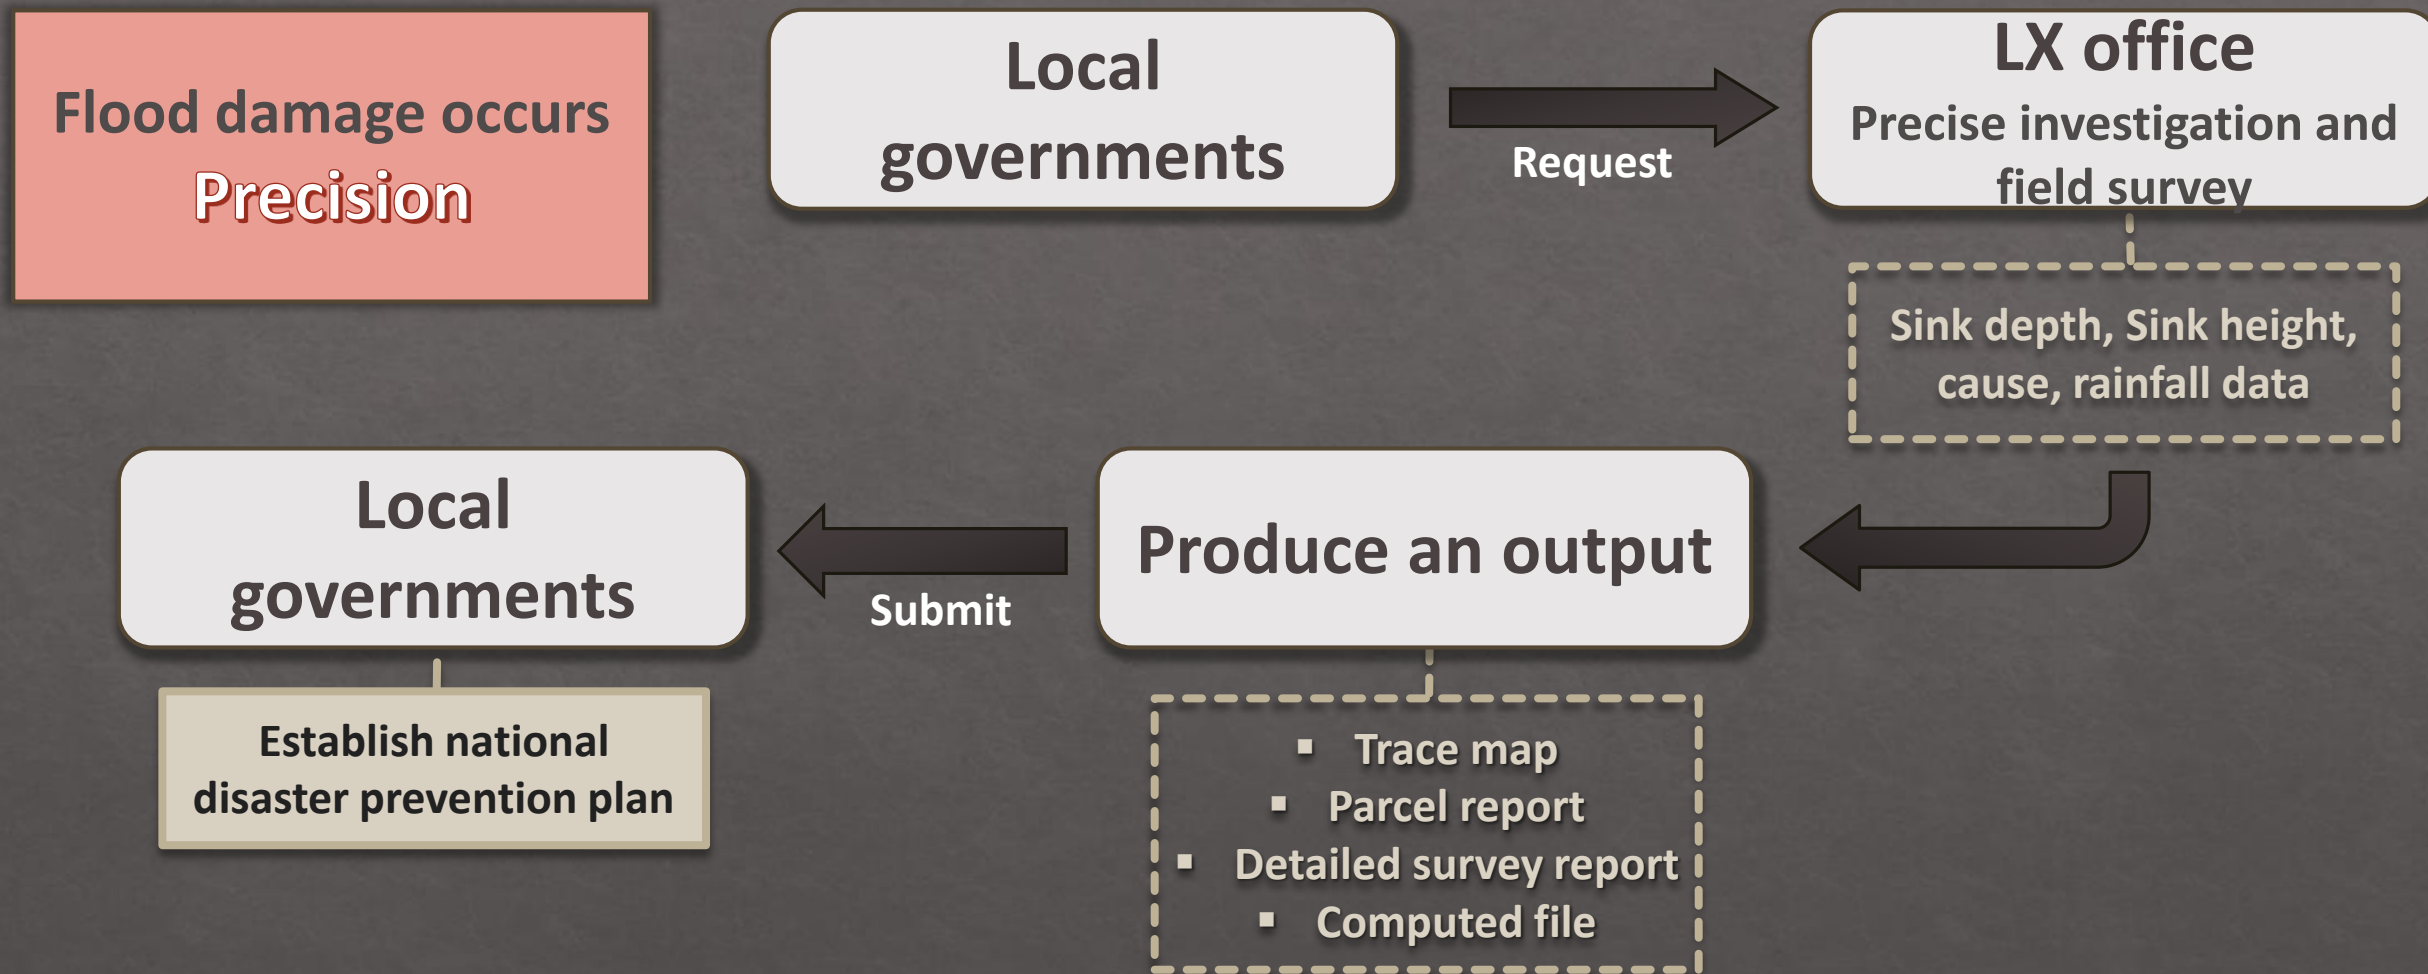 Flood damage occurs
Precision
Local
governments
Request
LX office
Precise investigation and
field survey
Sink depth, Sink height,
cause, rainfall data
Local
governments
Submit
Produce an output
Establish national
disaster prevention plan
▪ Trace map
▪ Parcel report
▪ Detailed survey report
▪ Computed file